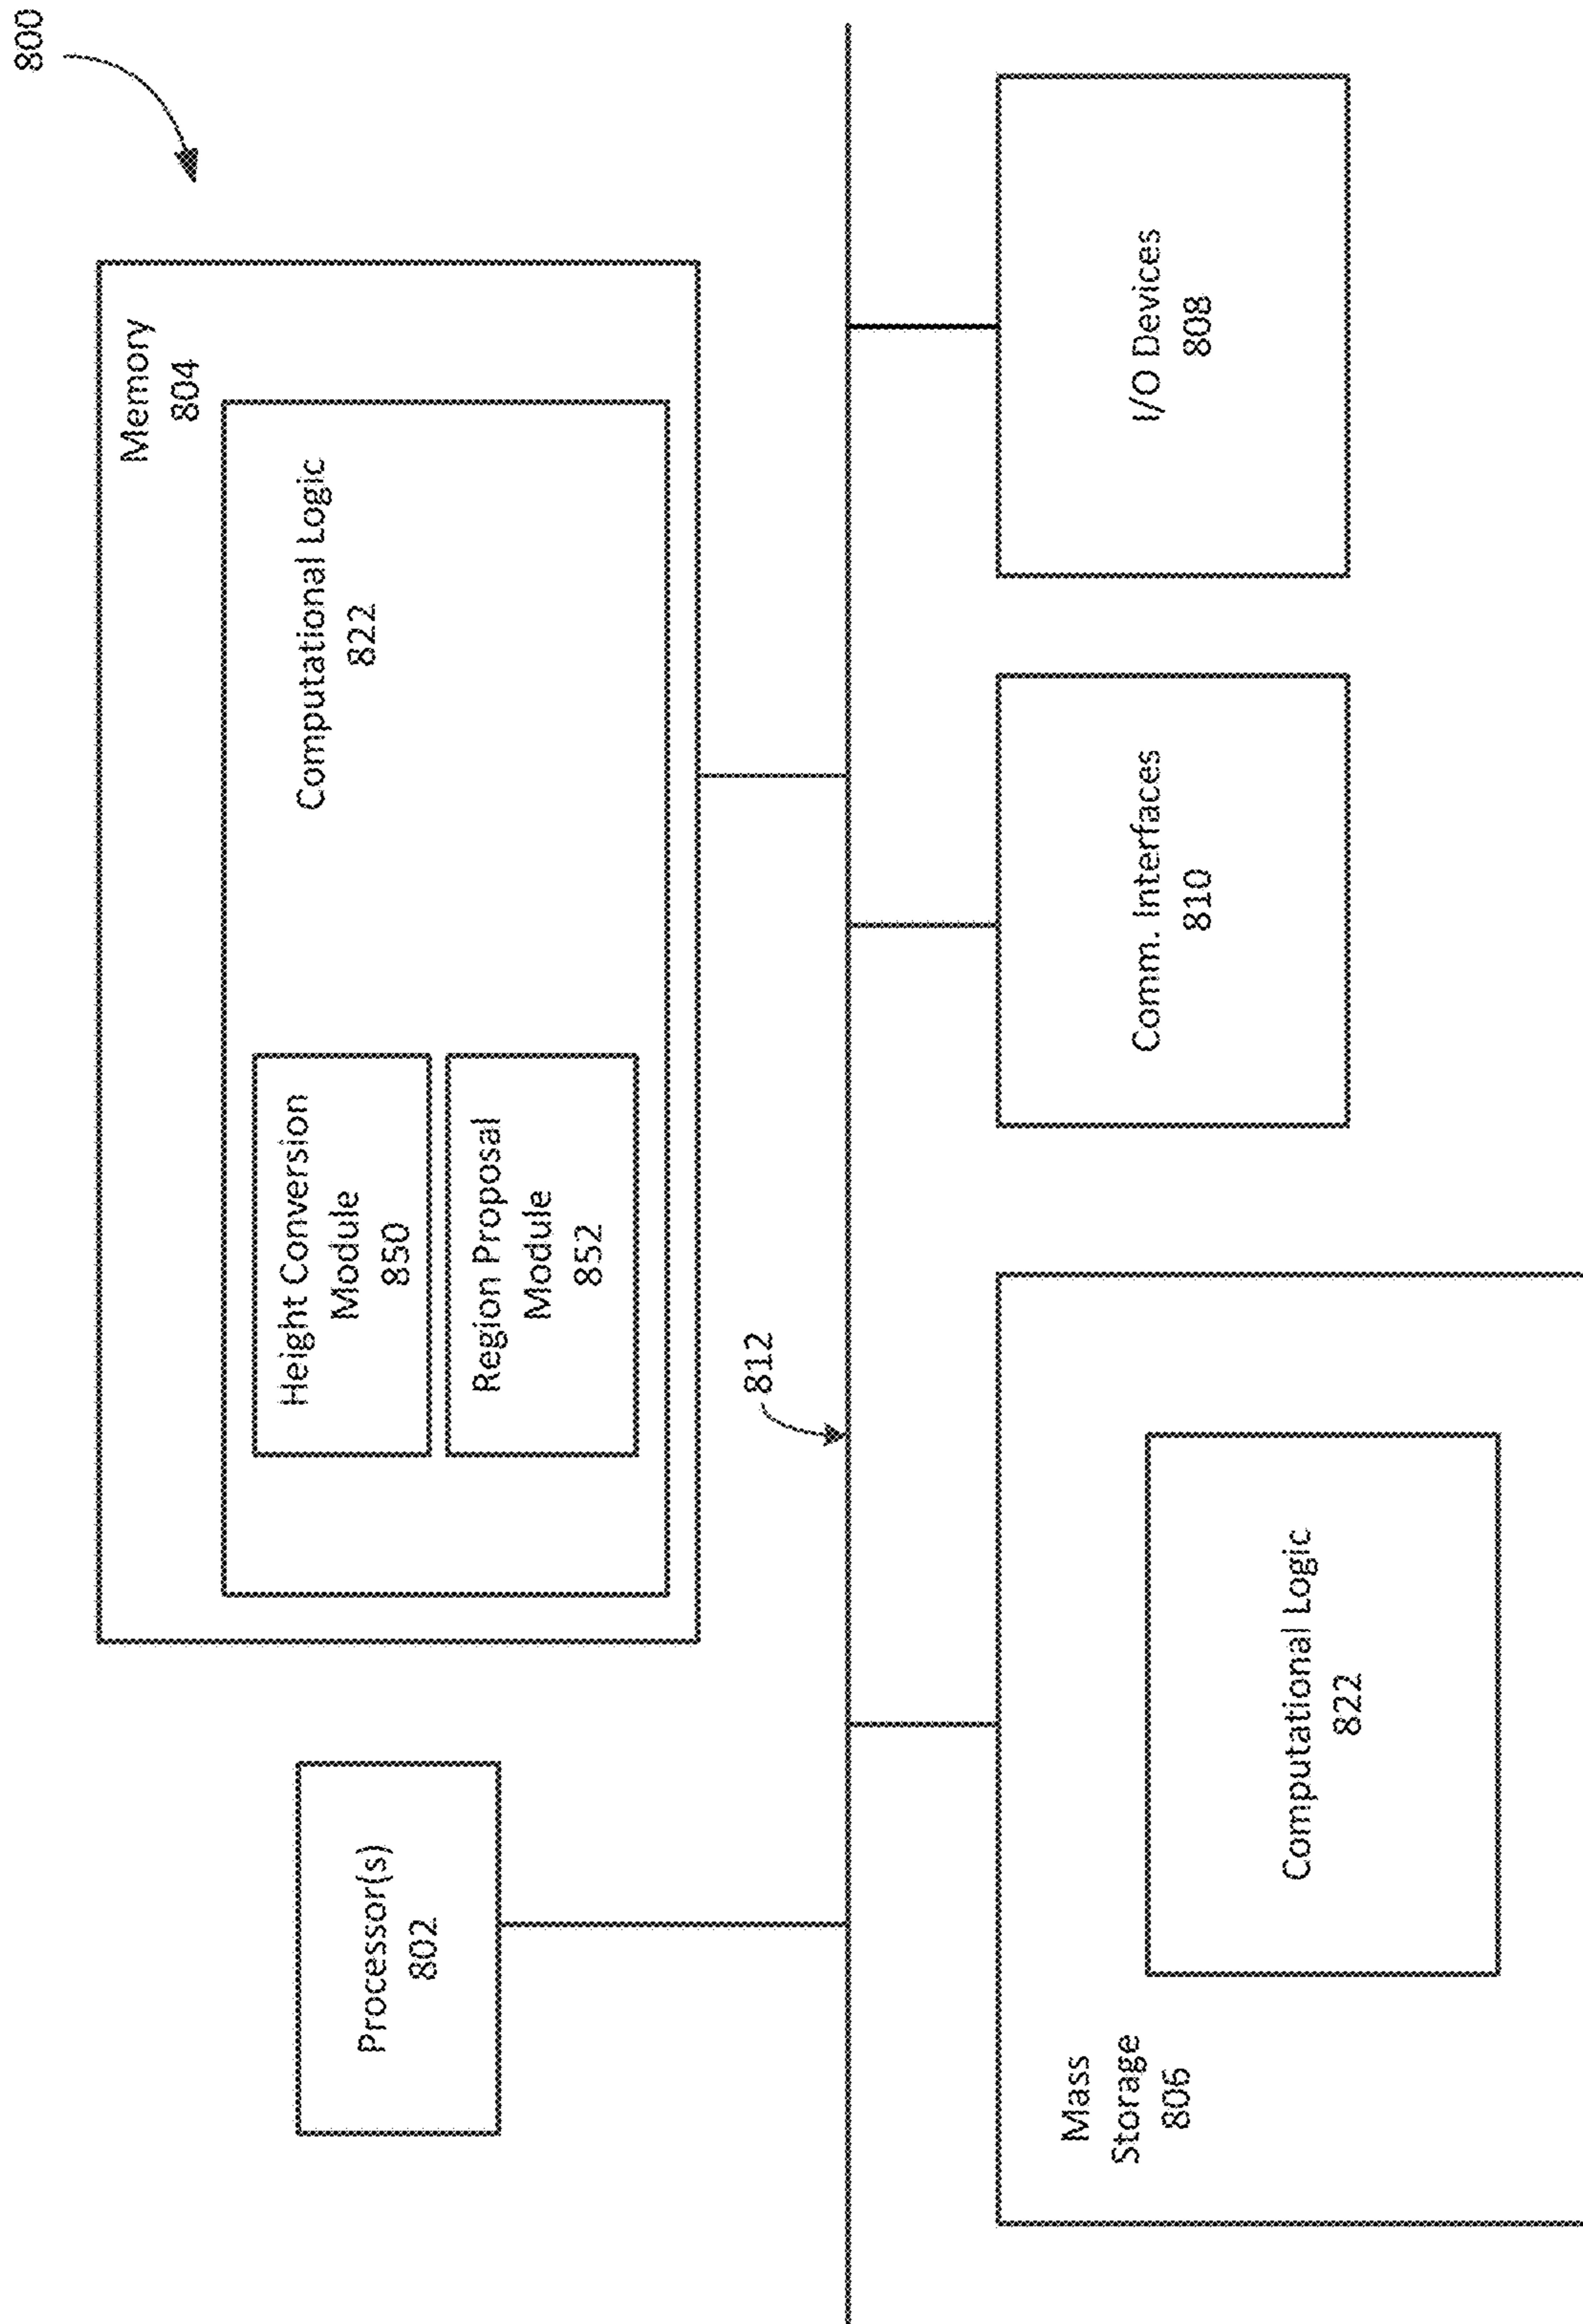 800
Processor(s)
802
Memory
804
Computational Logic
822
Height Conversion
Module
850
Region Proposal
Module
852
812
Mass
Storage
806
Computational Logic
822
Comm. Interfaces
810
I/O Devices
808